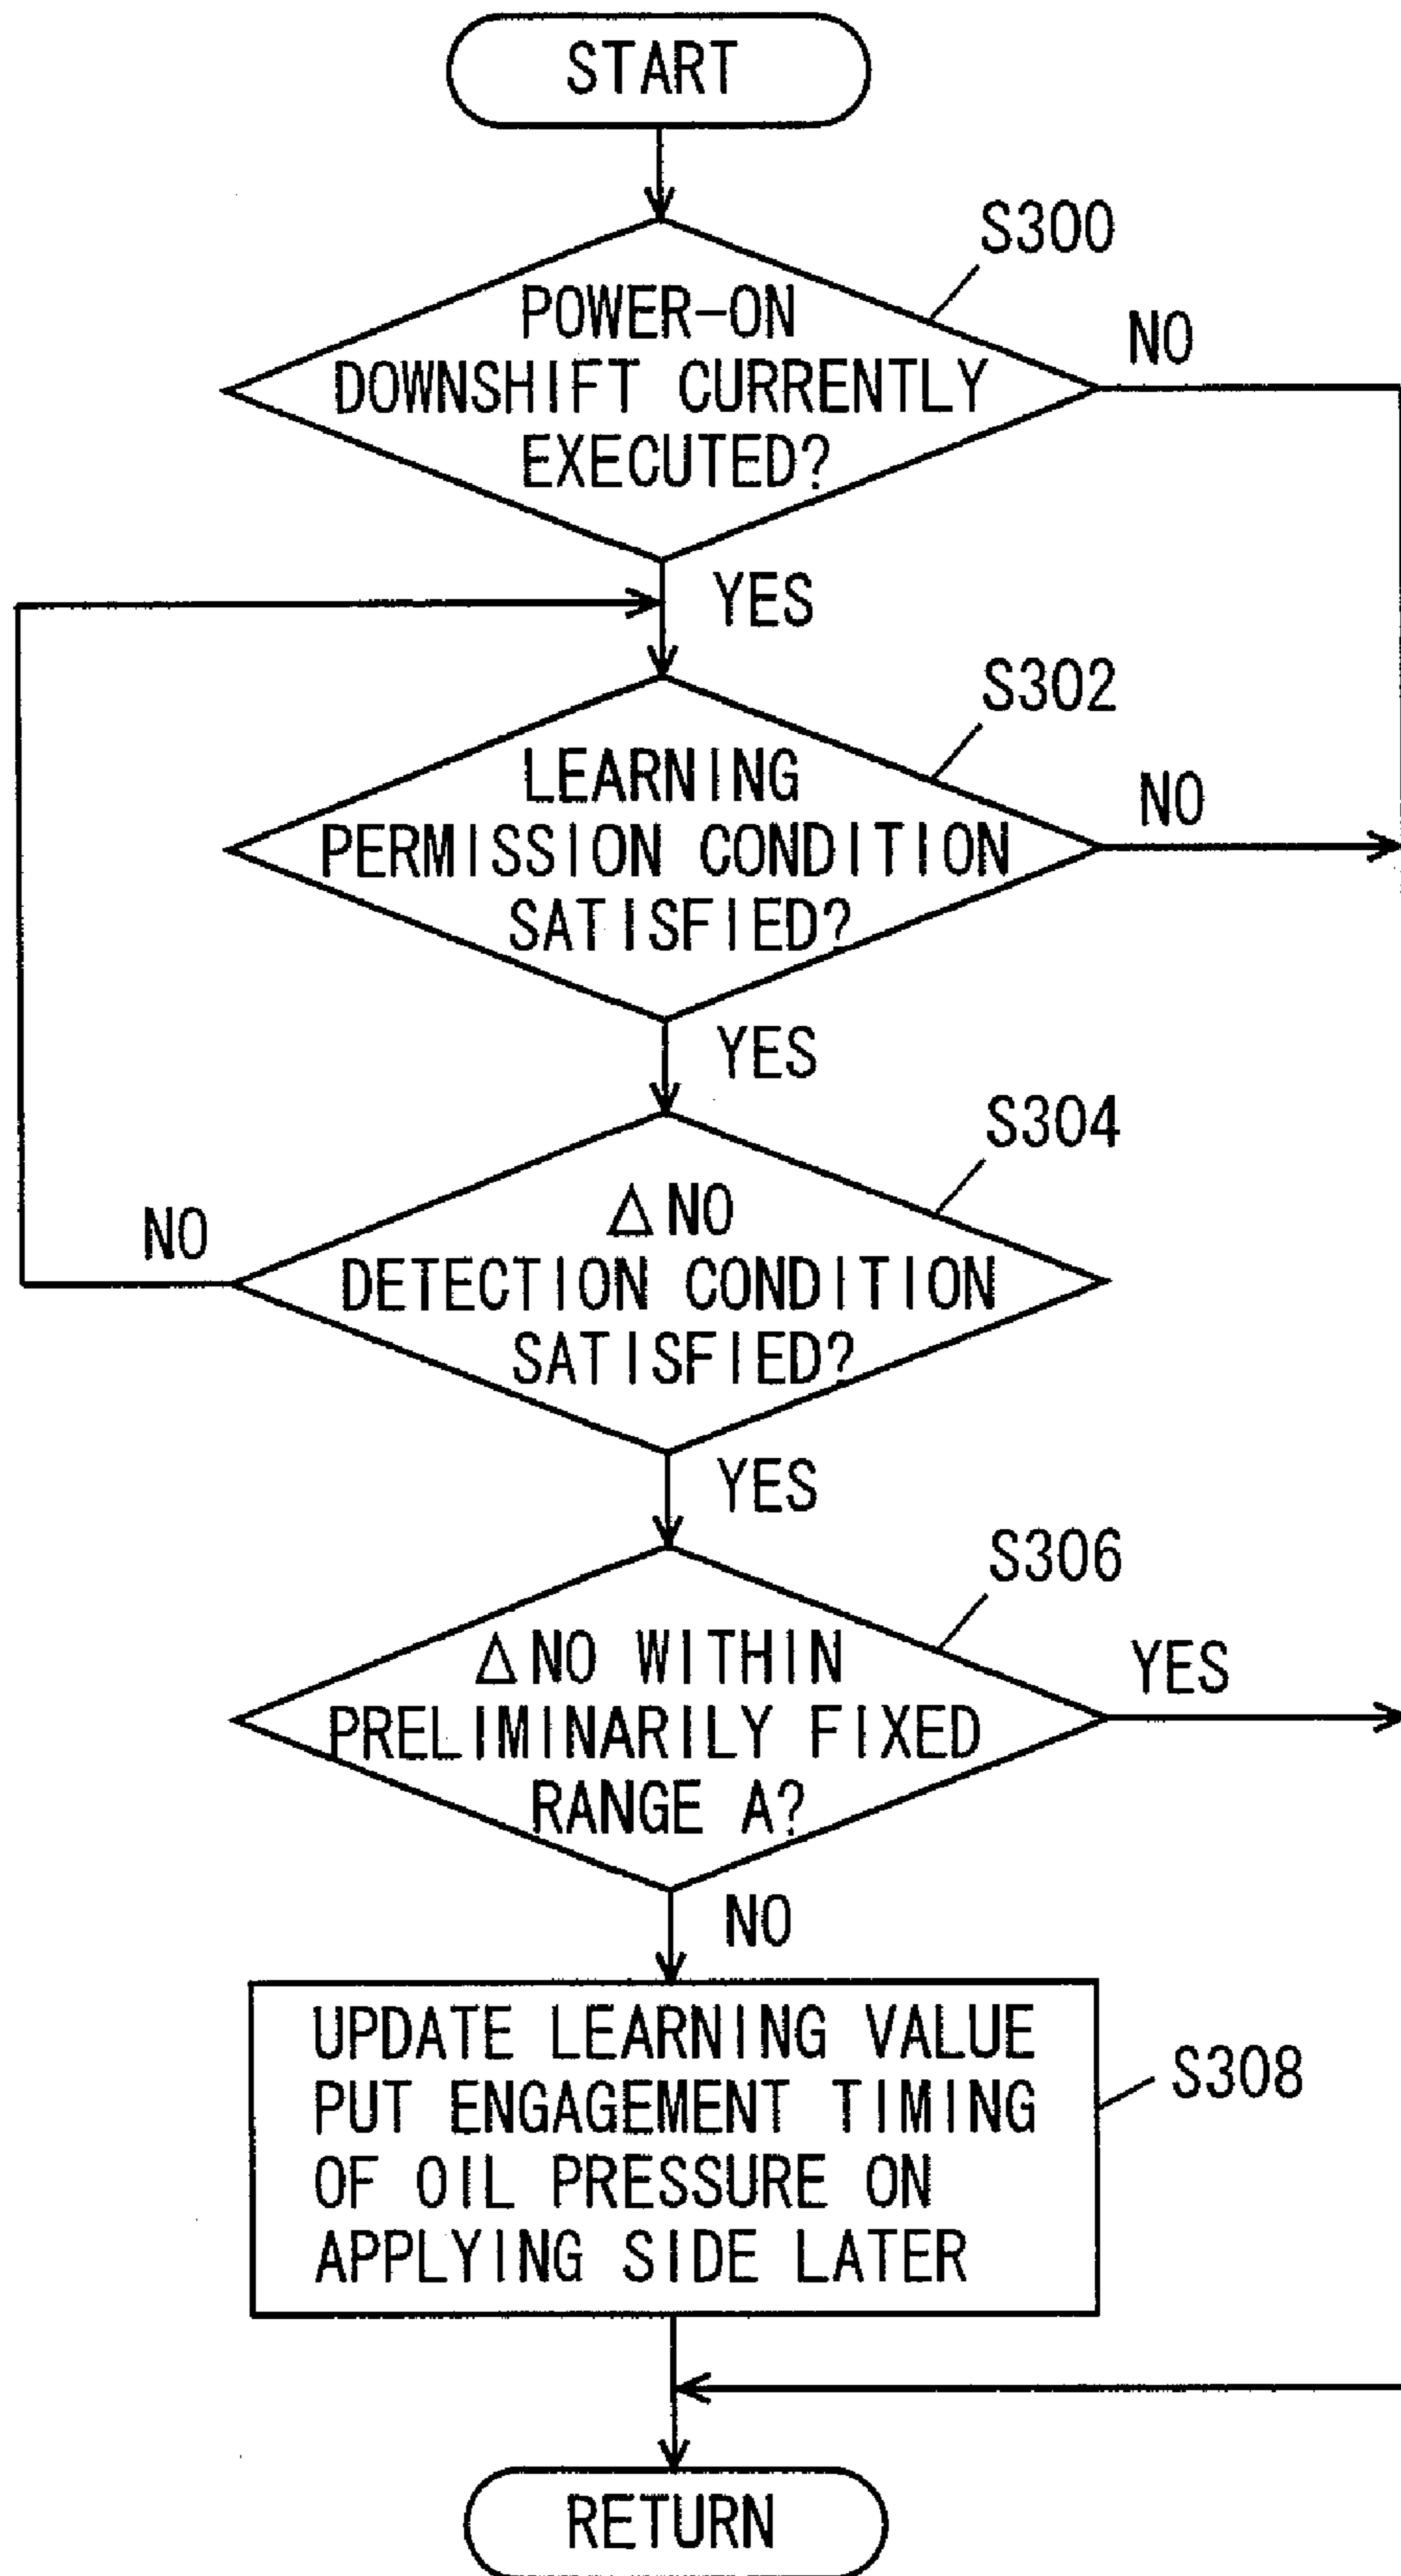 START
S300
POWER-ON
DOWNSHIFT CURRENTLY
EXECUTED?
NO
YES
S302
LEARNING
PERMISSION CONDITION
SATISFIED?
NO
YES
S304
△NO
DETECTION CONDITION
SATISFIED?
NO
YES
S306
△NO WITHIN
PRELIMINARILY FIXED
RANGE A?
YES
NO
UPDATE LEARNING VALUE
PUT ENGAGEMENT TIMING
OF OIL PRESSURE ON
APPLYING SIDE LATER
S308
RETURN